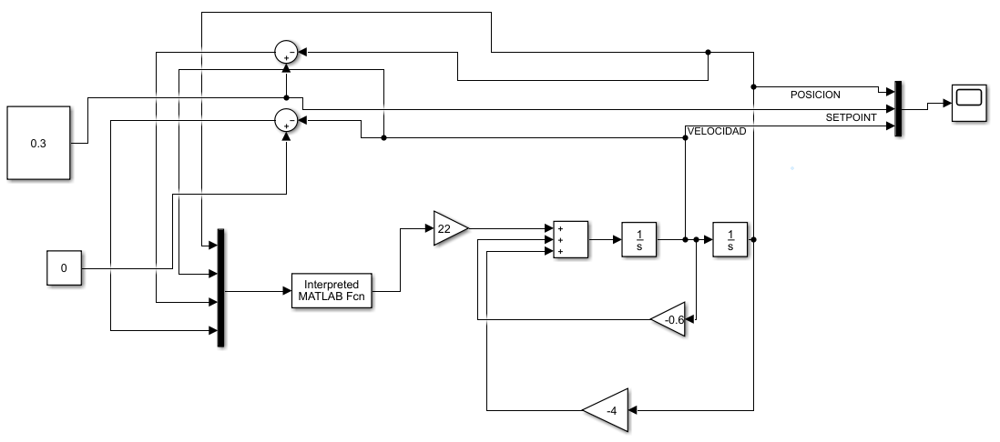 POSICION
SETPOINT
VELOCIDAD
0.3
0
Interpreted
MATLAB Fcn
22
1
s
1
s
-0.6
-4
−
+
−
+
+
+
+